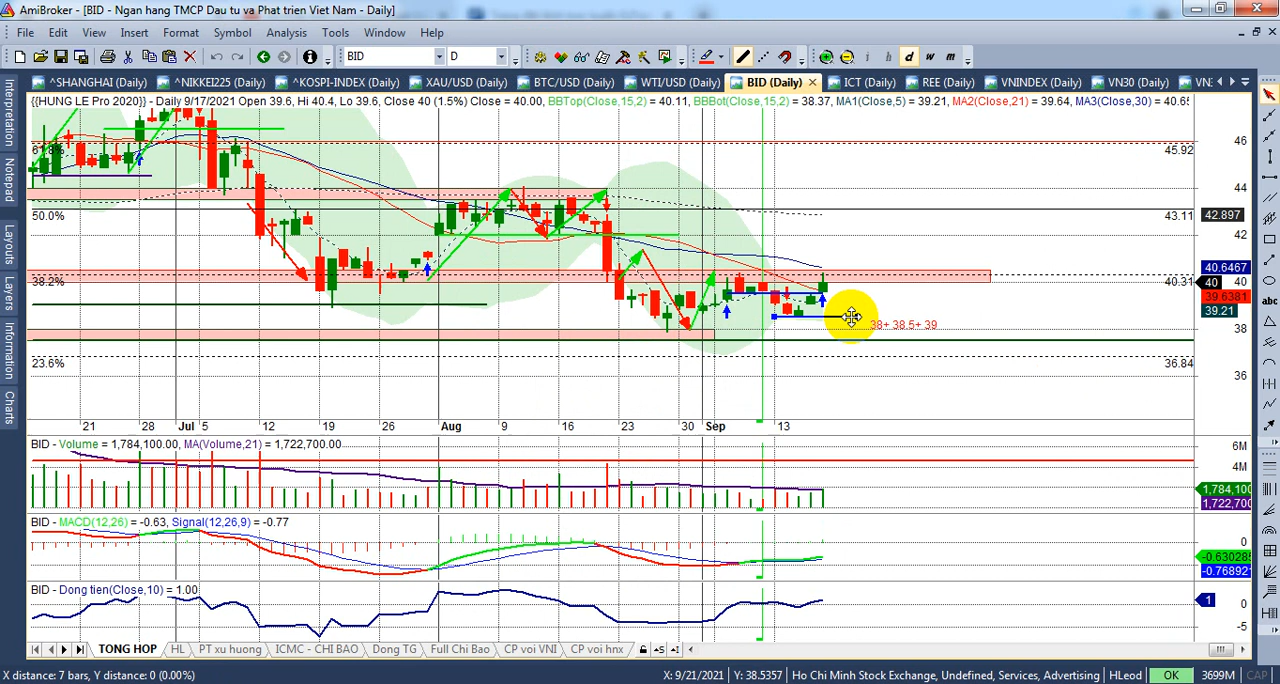 AmiBroker - [BID - Ngan hang TMCP Dau tu va Phat trien Viet Nam - Daily]
File Edit View Insert Format Symbol Analysis Tools Window Help
BID D i h d w m
^SHANGHAI (Daily) ^NIKKEI225 (Daily) ^KOSPI-INDEX (Daily) XAU/USD (Daily) BTC/USD (Daily) WTI/USD (Daily) BID (Daily) ICT (Daily) REE (Daily) VNINDEX (Daily) VN30 (Daily) VN
{{HUNG LE Pro 2020}} - Daily 9/17/2021 Open 39.6, Hi 40.4, Lo 39.6, Close 40 (1.5%) Close = 40.00, BBTop(Close,15,2) = 40.11, BBBot(Close,15,2) = 38.37, MA1(Close,5) = 39.21, MA2(Close,21) = 39.64, MA3(Close,30) = 40.65
Interpretation
Notepad
Layouts
Layers
Information
Charts
46
61.8% 45.92
44
50.0% 43.11 42.897
42
40.6467
38.2% 40.31 40
39.6381
39.21
38+ 38.5+ 39
38
23.6% 36.84
36
21 28 Jul 5 12 19 26 Aug 9 16 23 30 Sep 13
BID - Volume = 1,784,100.00, MA(Volume,21) = 1,722,700.00
6M
4M
1,784,100
1,722,700
BID - MACD(12,26) = -0.63, Signal(12,26,9) = -0.77
0
-0.630285
-0.768921
BID - Dong tien(Close,10) = 1.00
1
0
-5
TONG HOP HL PT xu huong ICMC - CHI BAO Dong TG Full Chi Bao CP voi VNI CP voi hnx
X distance: 7 bars, Y distance: 0 (0.00%) X: 9/21/2021 Y: 38.5357 Ho Chi Minh Stock Exchange, Undefined, Services, Advertising HLeod OK 3699M CAP